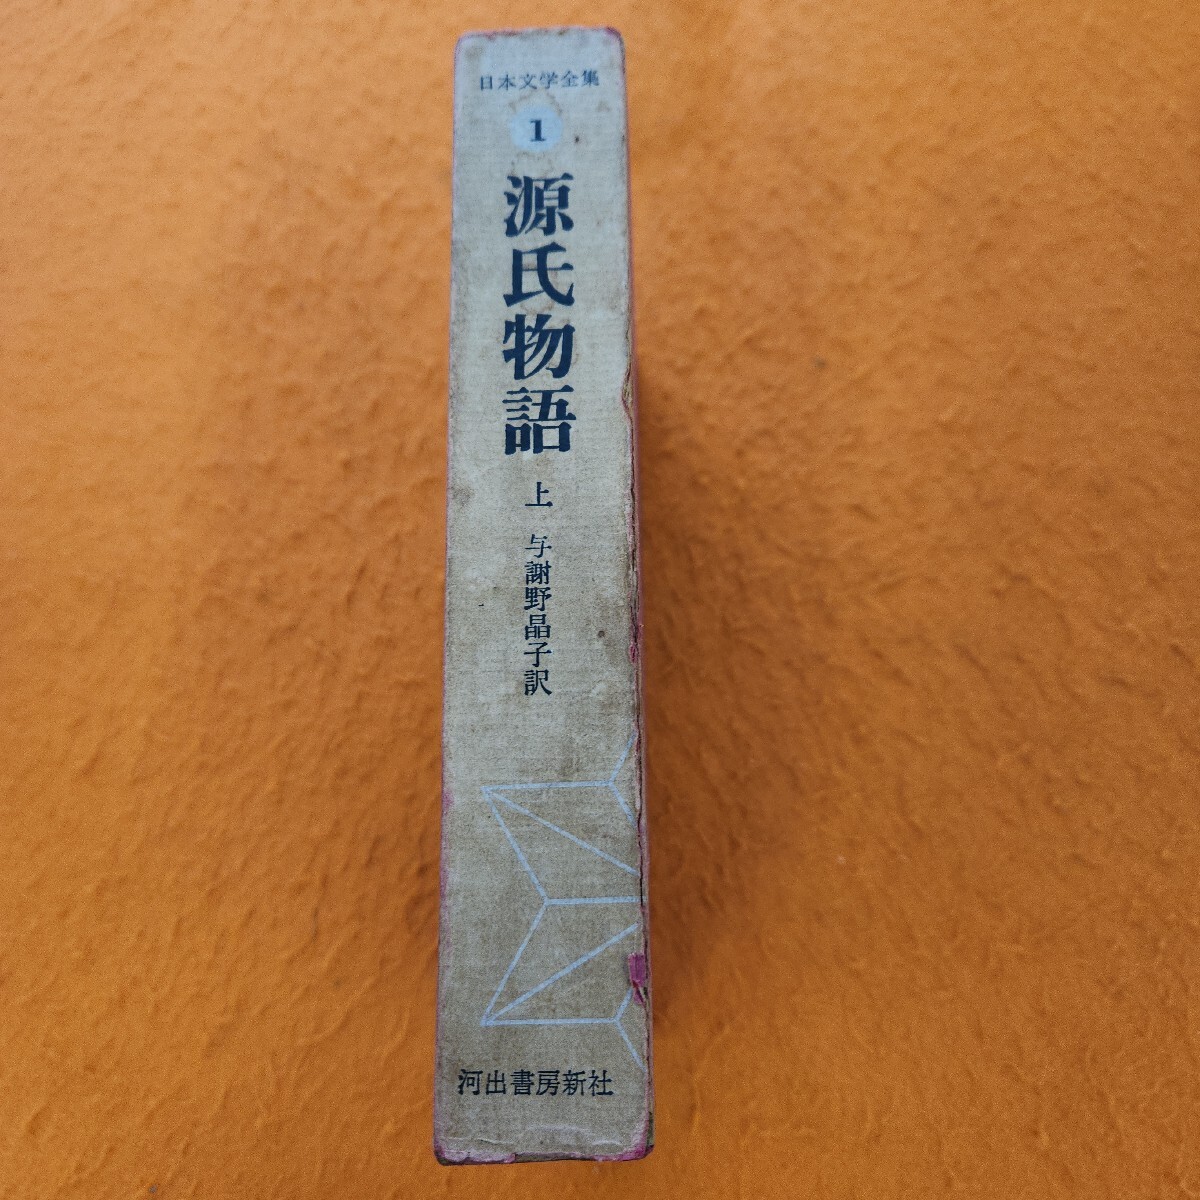 日本文学全集
1
源氏物語
上
与謝野晶子訳
河出書房新社